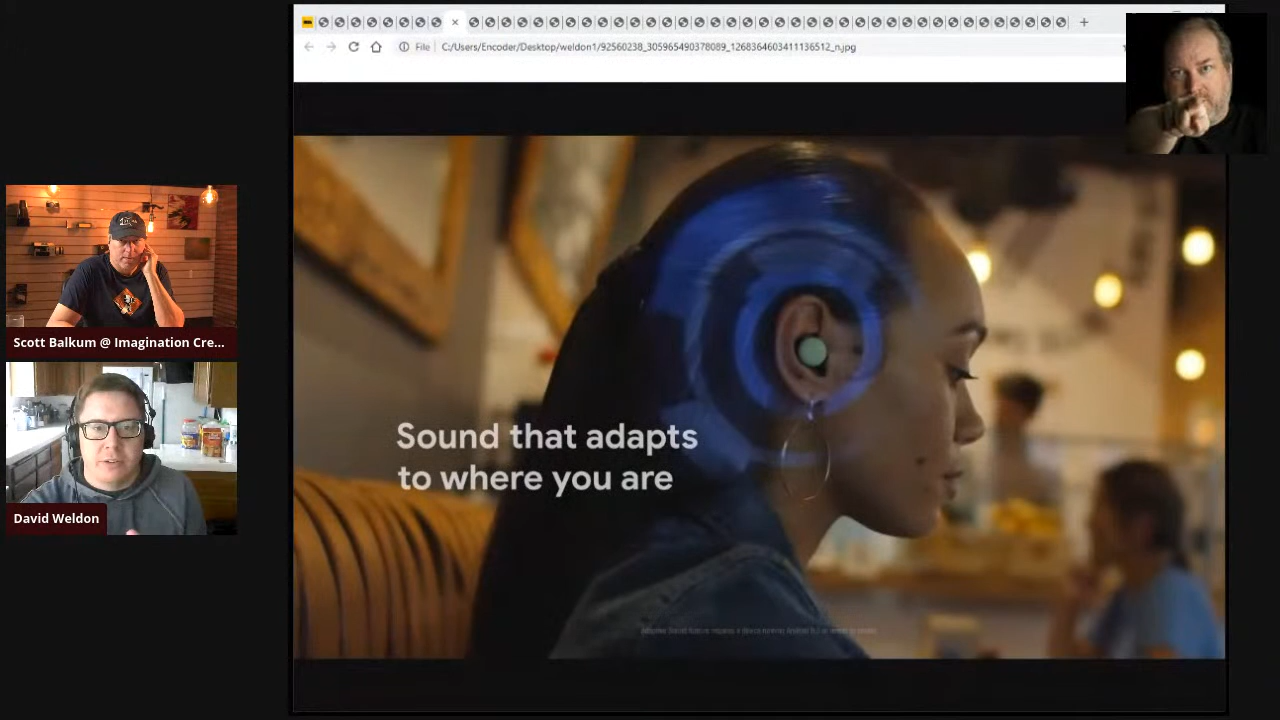 File
C:/Users/Encoder/Desktop/weldon1/92560238_305965490378089_1268364603411136512_n.jpg
Scott Balkum @ Imagination Cre...
David Weldon
Sound that adapts
to where you are